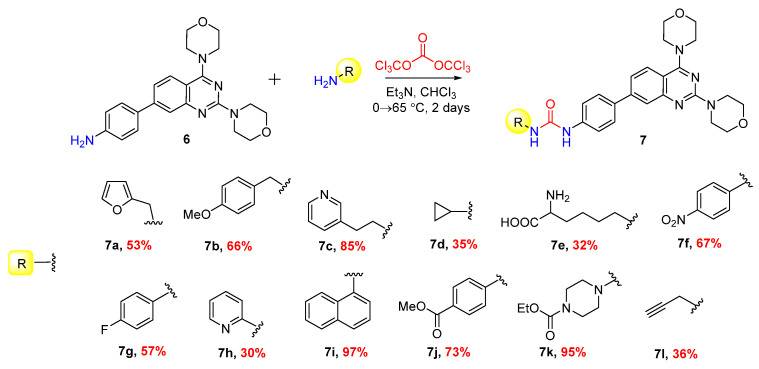 O
N
N
N
N
O
H₂N
6
+
H₂N R
O
Cl₃CO OCCl₃
Et₃N, CHCl₃
0→65 °C, 2 days
O
N
N
N
N
O
R
N
H
O
N
H
7
R
O
7a, 53%
MeO
7b, 66%
N
7c, 85%
7d, 35%
NH₂
HOOC
7e, 32%
O₂N
7f, 67%
F
7g, 57%
N
7h, 30%
7i, 97%
MeO
O
7j, 73%
EtO
O
N
N
7k, 95%
7l, 36%